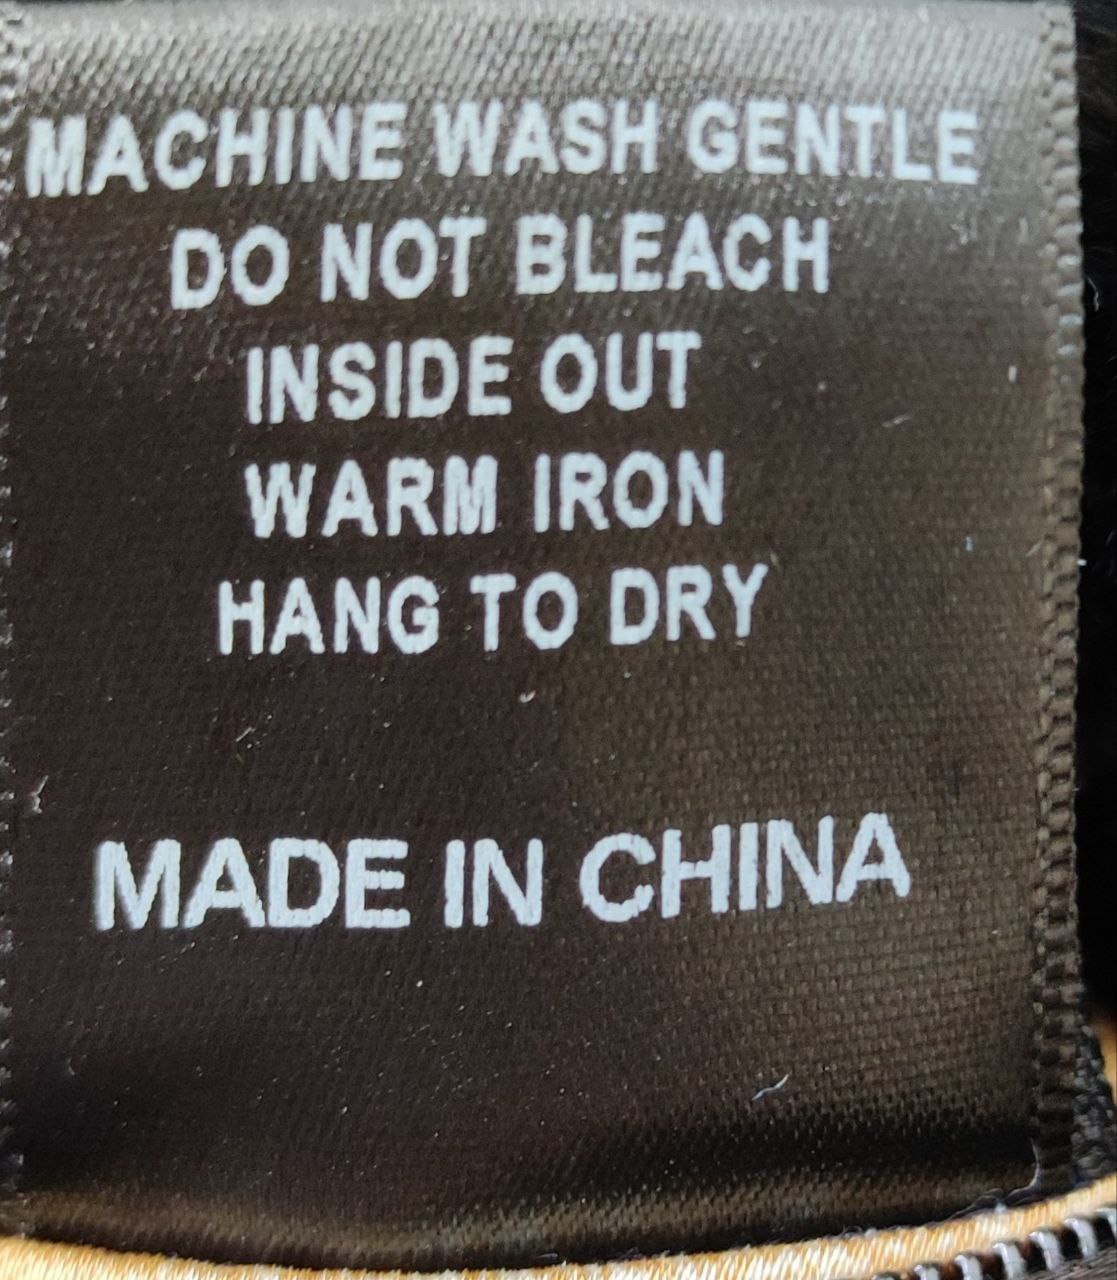 MACHINE WASH GENTLE
DO NOT BLEACH
INSIDE OUT
WARM IRON
HANG TO DRY
MADE IN CHINA